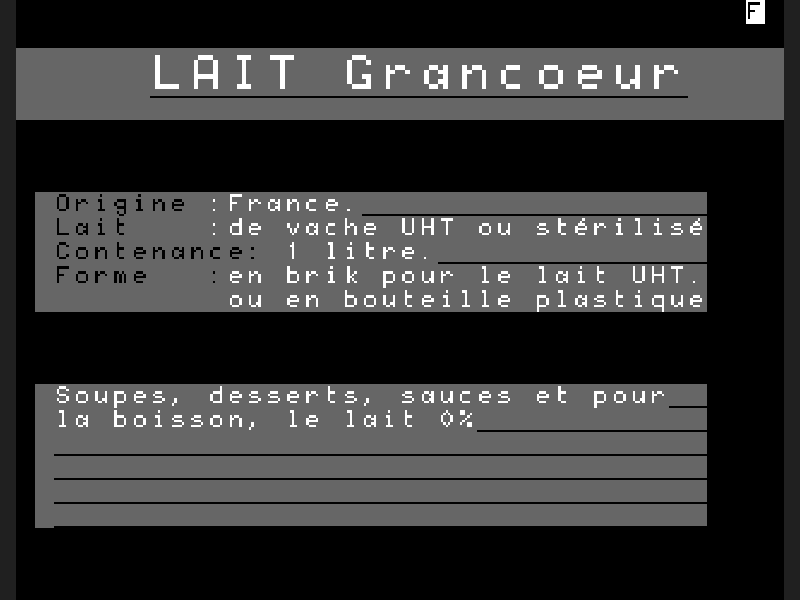 F
LAIT Grancoeur
Origine :France.
Lait    :de vache UHT ou stérilisé
Contenance: 1 litre.
Forme   :en brik pour le lait UHT.
ou en bouteille plastique
Soupes, desserts, sauces et pour
la boisson, le lait 0%